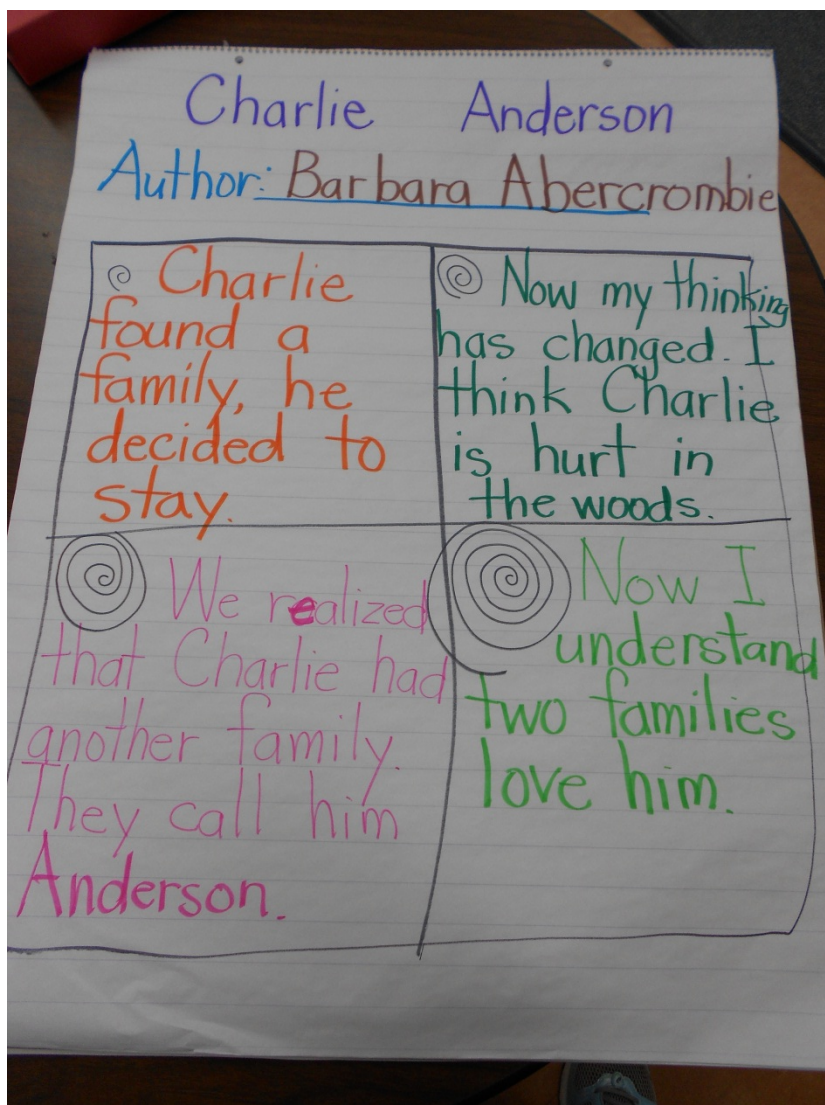 Charlie Anderson
Author: Barbara Abercrombie
Charlie
found a
family, he
decided to
stay.
Now my thinking
has changed. I
think Charlie
is hurt in
the woods.
We realized
that Charlie had
another family.
They call him
Anderson.
Now I
understand
two families
love him.